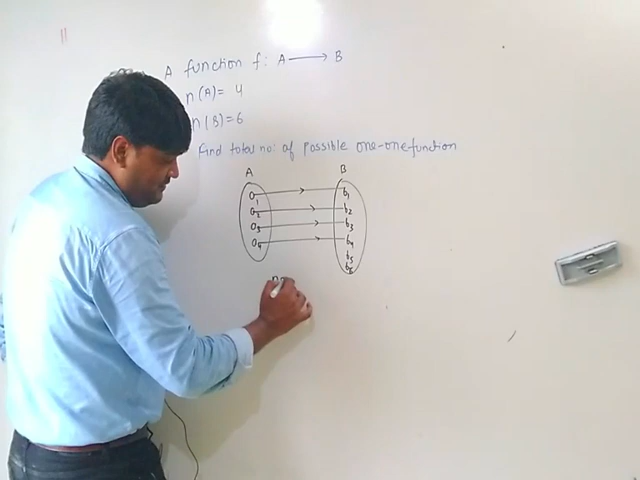 A function f: A → B
n(A)= 4
n(B)=6
Find total no: of possible one-one function
A B
a₁ b₁
a₂ b₂
a₃ b₃
a₄ b₄
b₅
b₆